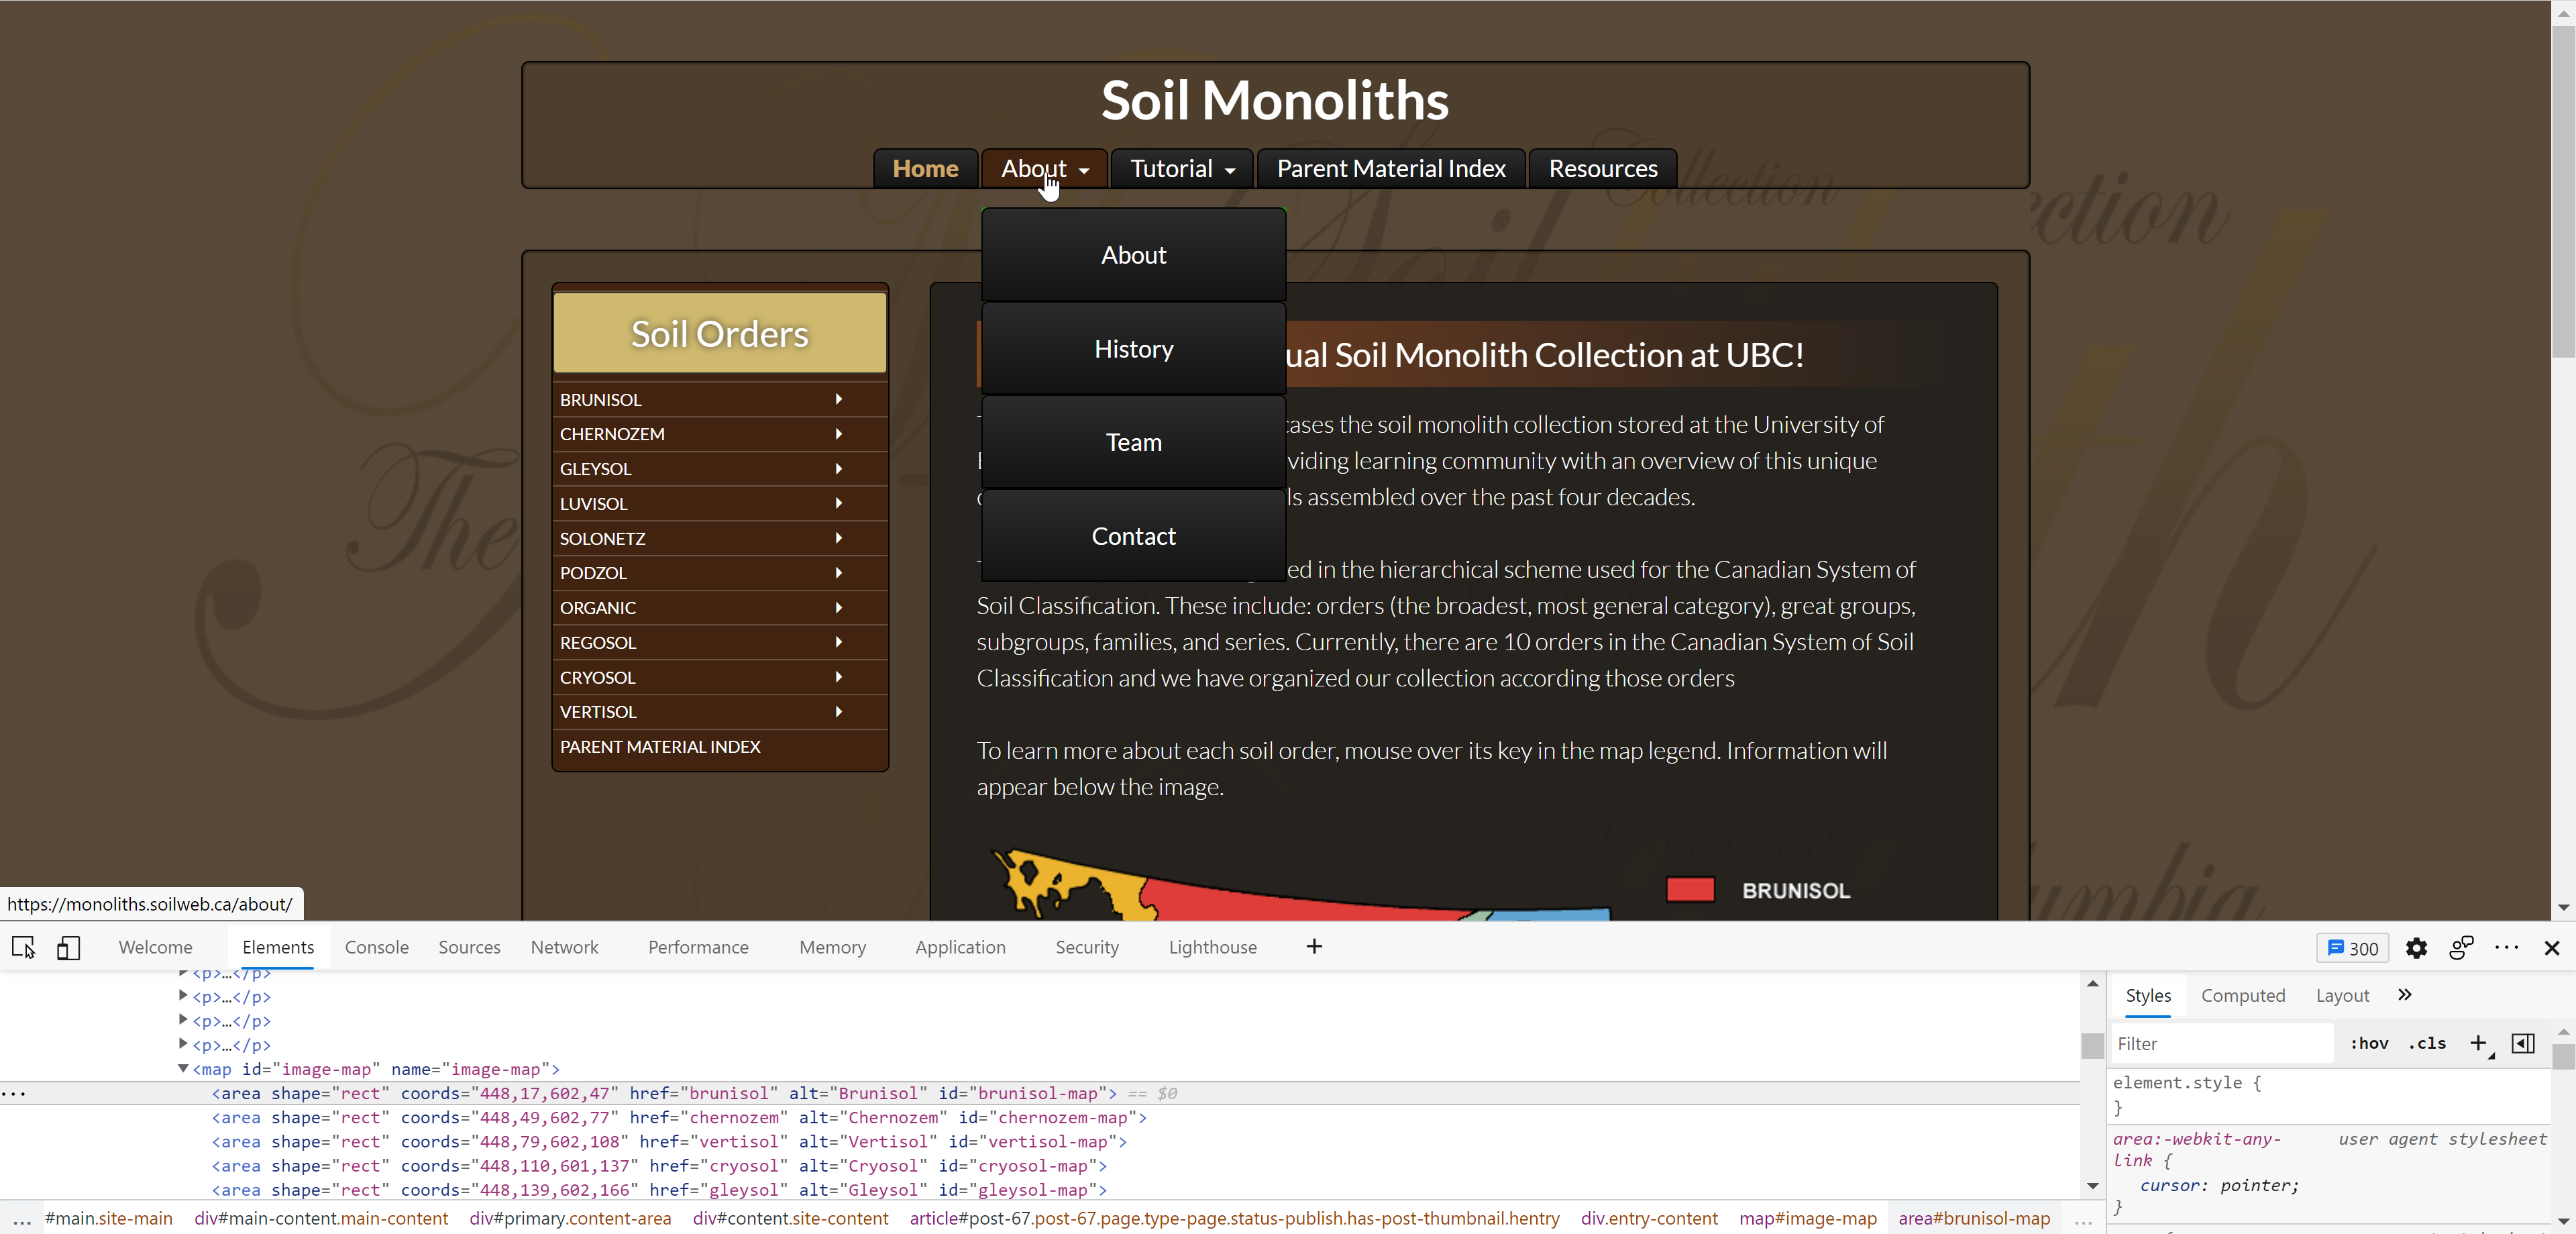 Soil Monoliths
Home About Tutorial Parent Material Index Resources
Collection
ction
About
History
Team
Contact
Soil Orders
BRUNISOL
CHERNOZEM
GLEYSOL
LUVISOL
SOLONETZ
PODZOL
ORGANIC
REGOSOL
CRYOSOL
VERTISOL
PARENT MATERIAL INDEX
The
ual Soil Monolith Collection at UBC!
ases the soil monolith collection stored at the University of
viding learning community with an overview of this unique
ls assembled over the past four decades.
ed in the hierarchical scheme used for the Canadian System of
Soil Classification. These include: orders (the broadest, most general category), great groups,
subgroups, families, and series. Currently, there are 10 orders in the Canadian System of Soil
Classification and we have organized our collection according those orders
To learn more about each soil order, mouse over its key in the map legend. Information will
appear below the image.
BRUNISOL
umbia
https://monoliths.soilweb.ca/about/
Welcome Elements Console Sources Network Performance Memory Application Security Lighthouse + 300
<p>…</p>
<p>…</p>
<p>…</p>
<p>…</p>
<map id="image-map" name="image-map">
<area shape="rect" coords="448,17,602,47" href="brunisol" alt="Brunisol" id="brunisol-map"> == $0
<area shape="rect" coords="448,49,602,77" href="chernozem" alt="Chernozem" id="chernozem-map">
<area shape="rect" coords="448,79,602,108" href="vertisol" alt="Vertisol" id="vertisol-map">
<area shape="rect" coords="448,110,601,137" href="cryosol" alt="Cryosol" id="cryosol-map">
<area shape="rect" coords="448,139,602,166" href="gleysol" alt="Gleysol" id="gleysol-map">
... #main.site-main div#main-content.main-content div#primary.content-area div#content.site-content article#post-67.post-67.page.type-page.status-publish.has-post-thumbnail.hentry div.entry-content map#image-map area#brunisol-map ...
Styles Computed Layout »
Filter :hov .cls +
element.style {
}
area:-webkit-any- user agent stylesheet
link {
cursor: pointer;
}